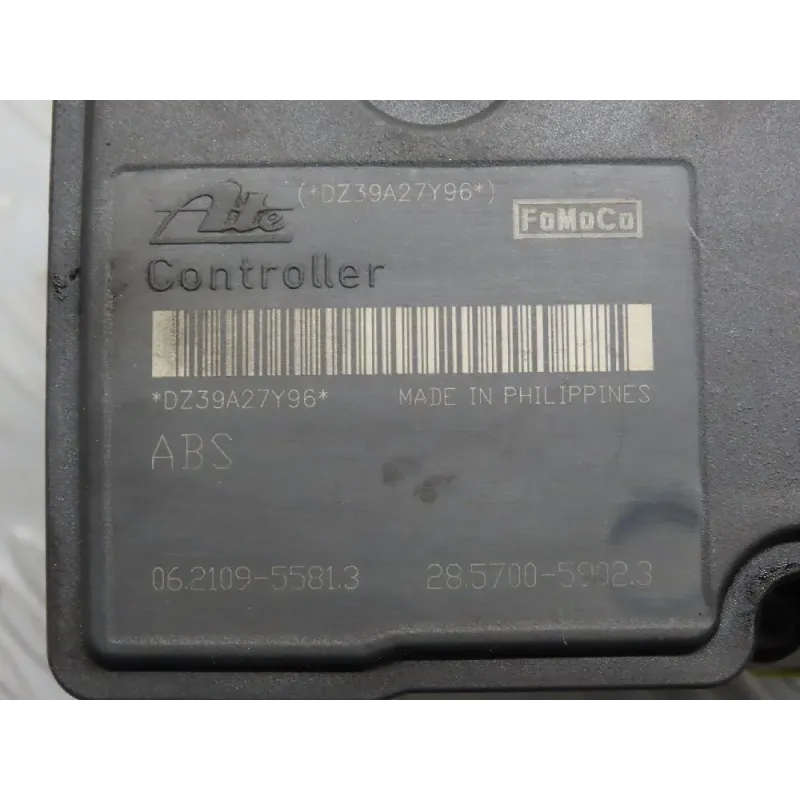 Ate (*DZ39A27Y96*) FoMoCo
Controller
*DZ39A27Y96* MADE IN PHILIPPINES
ABS
06.2109-5581.3 28.5700-5902.3